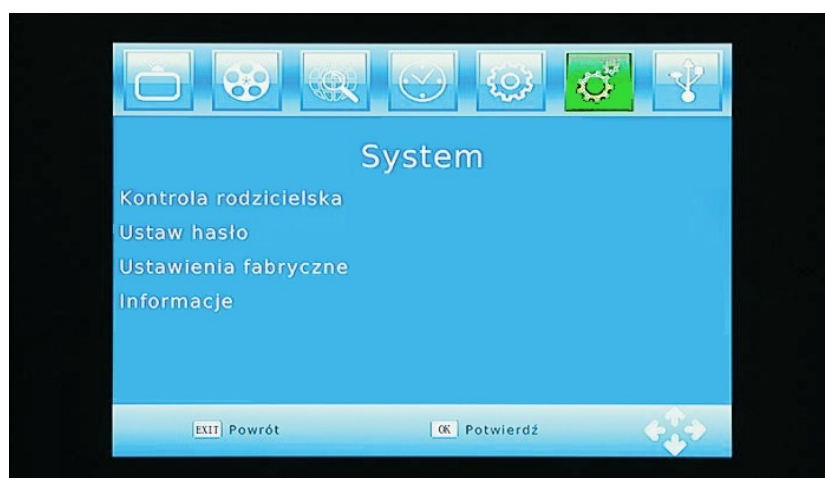 System
Kontrola rodzicielska
Ustaw hasło
Ustawienia fabryczne
Informacje
EXIT Powrót
OK Potwierdź